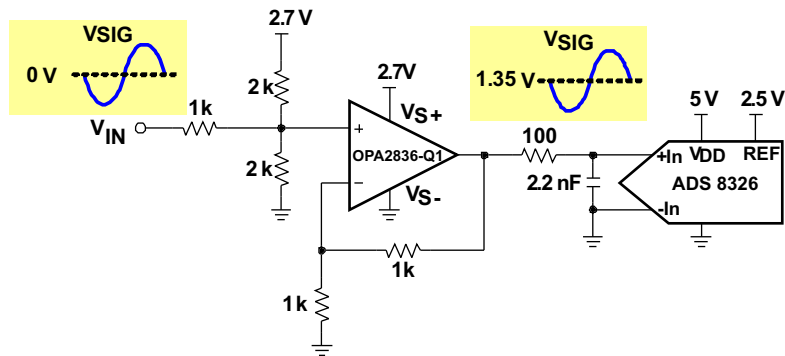 2.7 V
VSIG
0 V
2 k
1k
VIN
2 k
2.7V
VS+
+
OPA2836-Q1
−
VS-
1k
1k
VSIG
1.35 V
100
2.2 nF
5 V
2.5 V
+In
VDD
REF
ADS 8326
-In